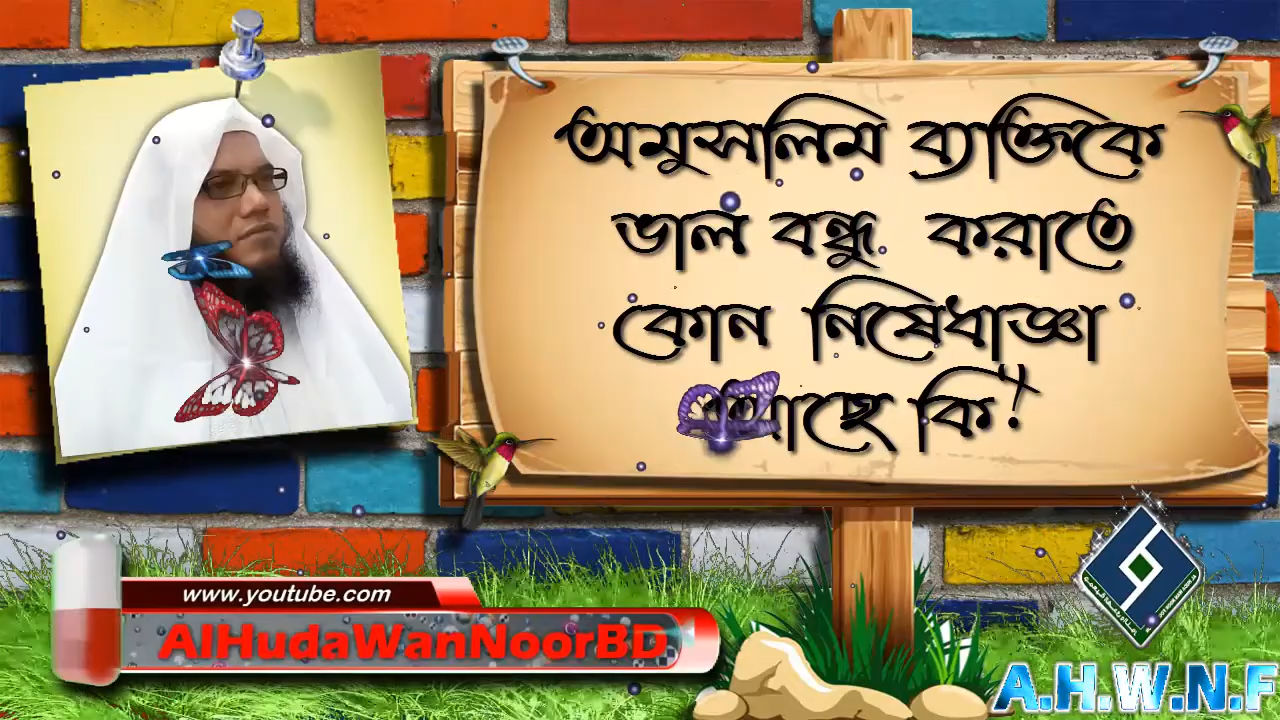 অমুসলিম ব্যক্তিকে
ভাল বন্ধু করাতে
কোন নিষেধাজ্ঞা
আছে কি?
www.youtube.com
AlHudaWanNoorBD
A.H.W.N.F